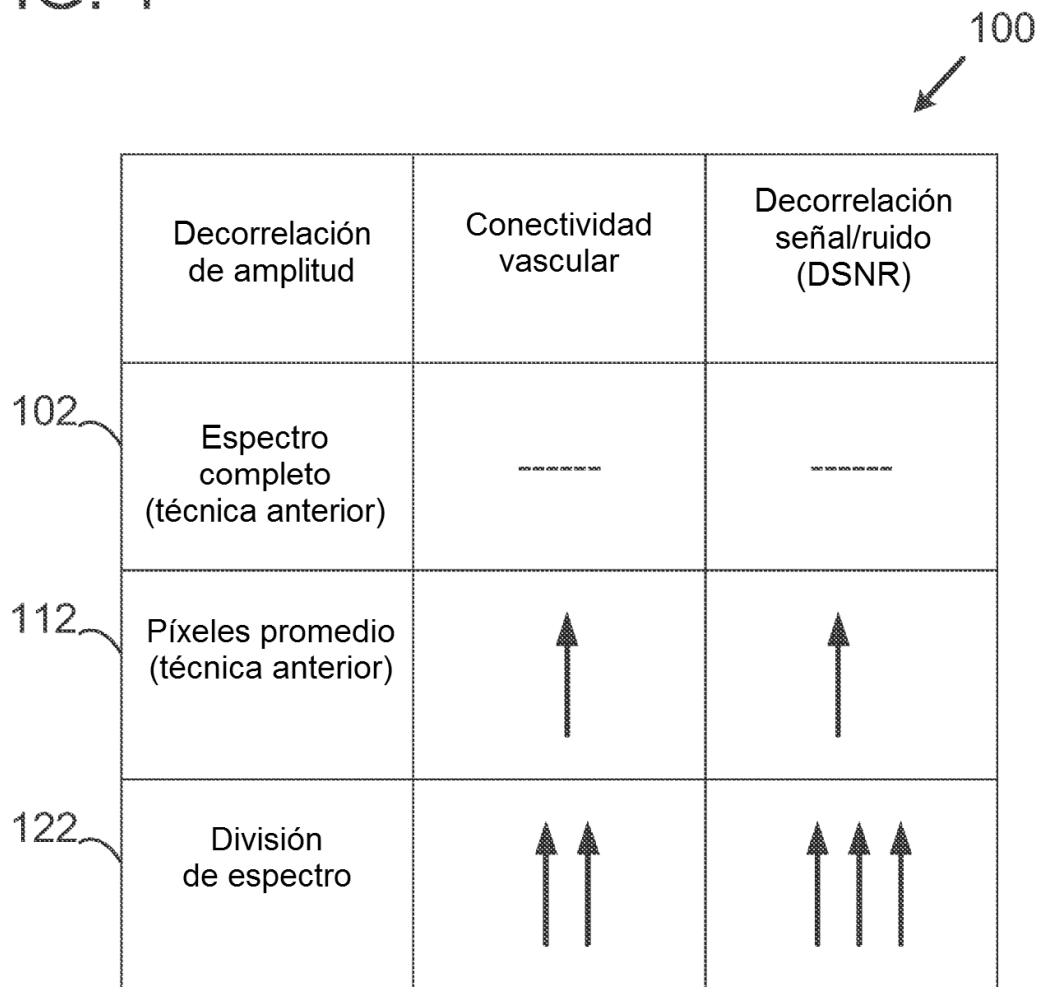 100
Decorrelación
de amplitud
Conectividad
vascular
Decorrelación
señal/ruido
(DSNR)
102
Espectro
completo
(técnica anterior)
------
------
112
Píxeles promedio
(técnica anterior)
122
División
de espectro